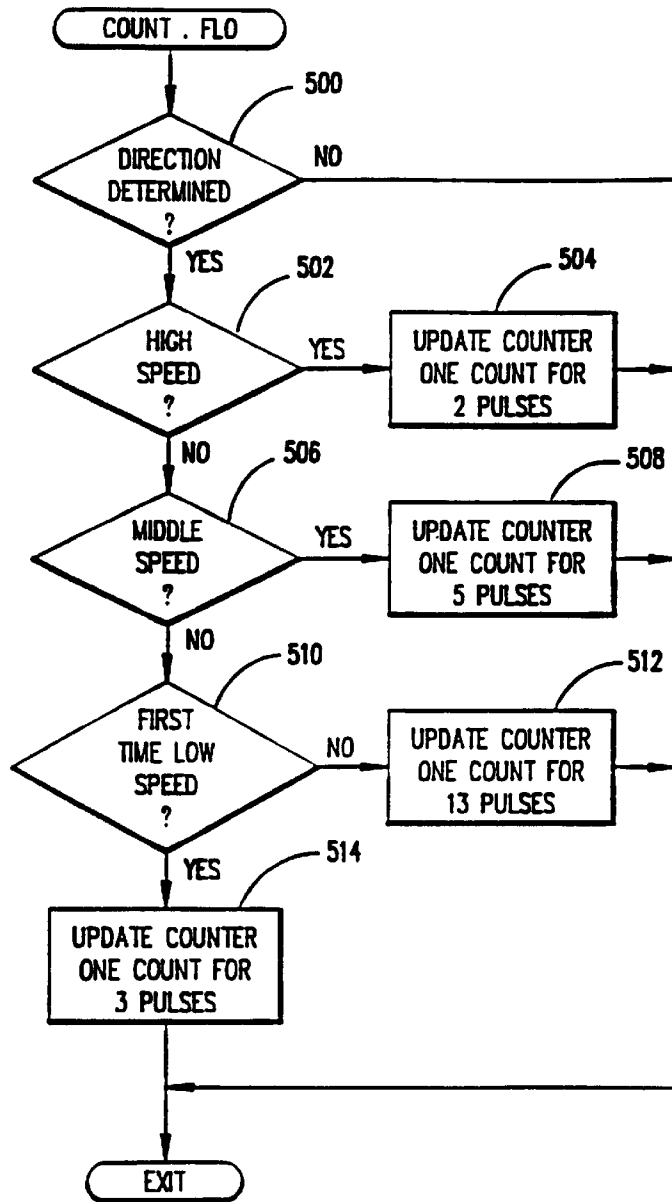 COUNT . FLO
500
DIRECTION
DETERMINED
?
NO
YES
502
HIGH
SPEED
?
YES
504
UPDATE COUNTER
ONE COUNT FOR
2 PULSES
NO
506
MIDDLE
SPEED
?
YES
508
UPDATE COUNTER
ONE COUNT FOR
5 PULSES
NO
510
FIRST
TIME LOW
SPEED
?
NO
512
UPDATE COUNTER
ONE COUNT FOR
13 PULSES
YES
514
UPDATE COUNTER
ONE COUNT FOR
3 PULSES
EXIT